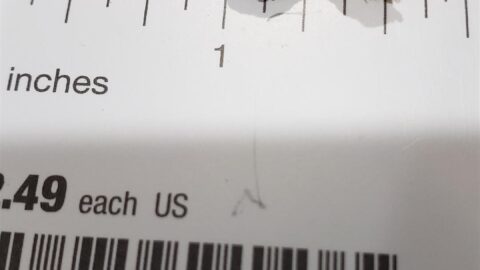 1
inches
.49 each US